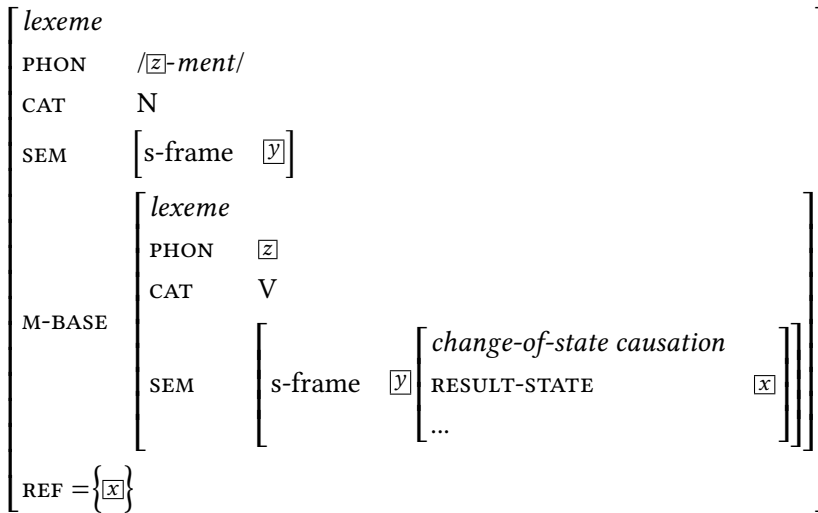 lexeme
PHON /z-ment/
CAT N
SEM [s-frame y]
lexeme
PHON z
CAT V
M-BASE
change-of-state causation
SEM s-frame y RESULT-STATE x
...
REF ={x}